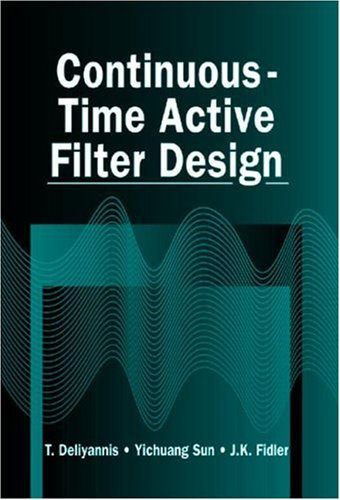 Continuous-
Time Active
Filter Design
T. Deliyannis • Yichuang Sun • J.K. Fidler